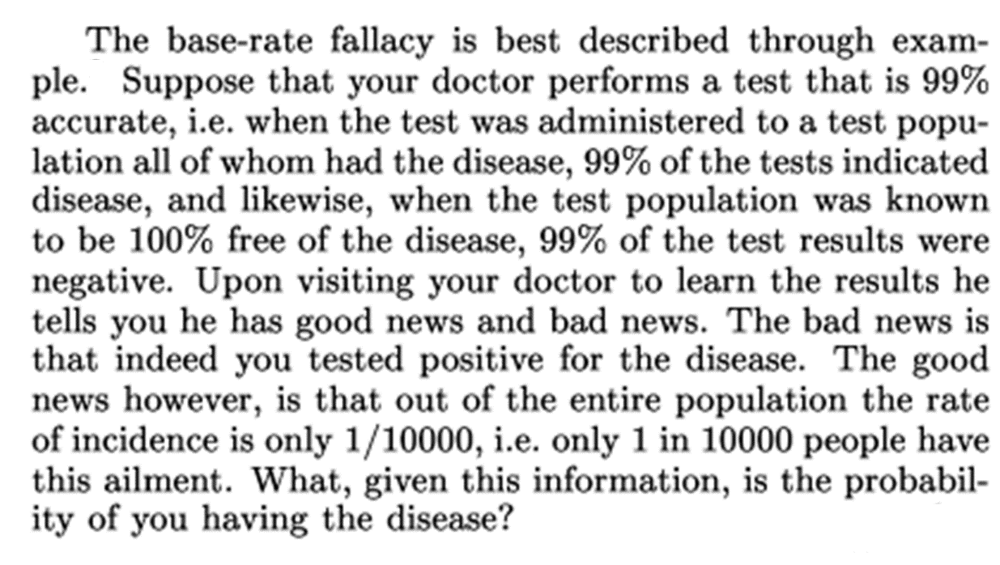 The base-rate fallacy is best described through exam-
ple. Suppose that your doctor performs a test that is 99%
accurate, i.e. when the test was administered to a test popu-
lation all of whom had the disease, 99% of the tests indicated
disease, and likewise, when the test population was known
to be 100% free of the disease, 99% of the test results were
negative. Upon visiting your doctor to learn the results he
tells you he has good news and bad news. The bad news is
that indeed you tested positive for the disease. The good
news however, is that out of the entire population the rate
of incidence is only 1/10000, i.e. only 1 in 10000 people have
this ailment. What, given this information, is the probabil-
ity of you having the disease?